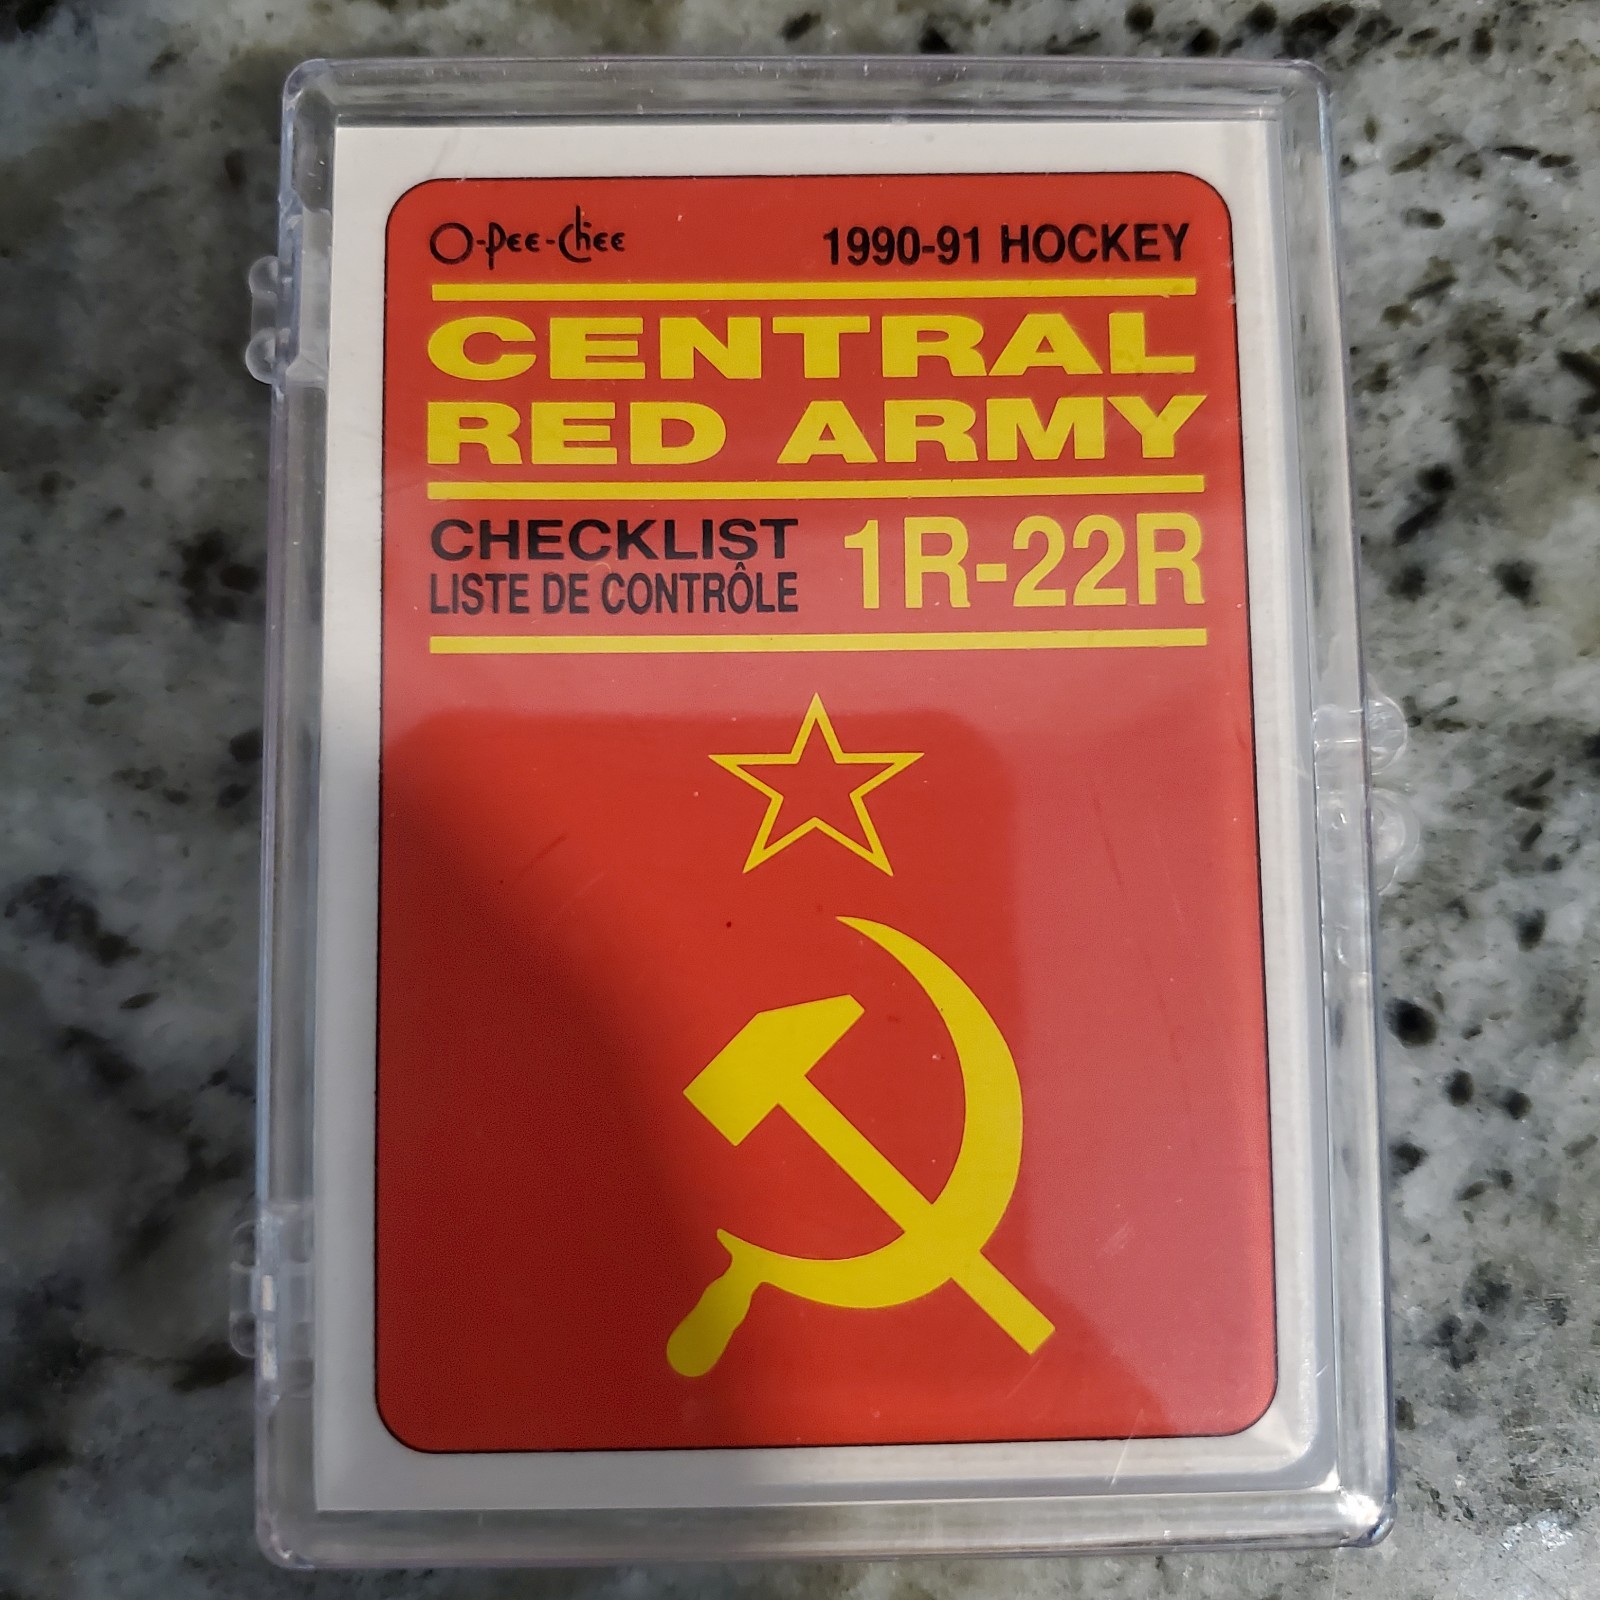 O-Pee-Chee
1990-91 HOCKEY
CENTRAL
RED ARMY
CHECKLIST
LISTE DE CONTRÔLE
1R-22R